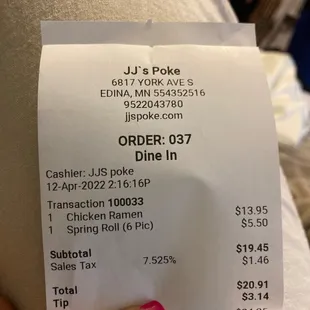 JJ's Poke
6817 YORK AVE S
EDINA, MN 554352516
9522043780
jjspoke.com
ORDER: 037
Dine In
Cashier: JJS poke
12-Apr-2022 2:16:16P
Transaction 100033
1 Chicken Ramen $13.95
1 Spring Roll (6 Pic) $5.50
Subtotal $19.45
Sales Tax 7.525% $1.46
Total $20.91
Tip $3.14